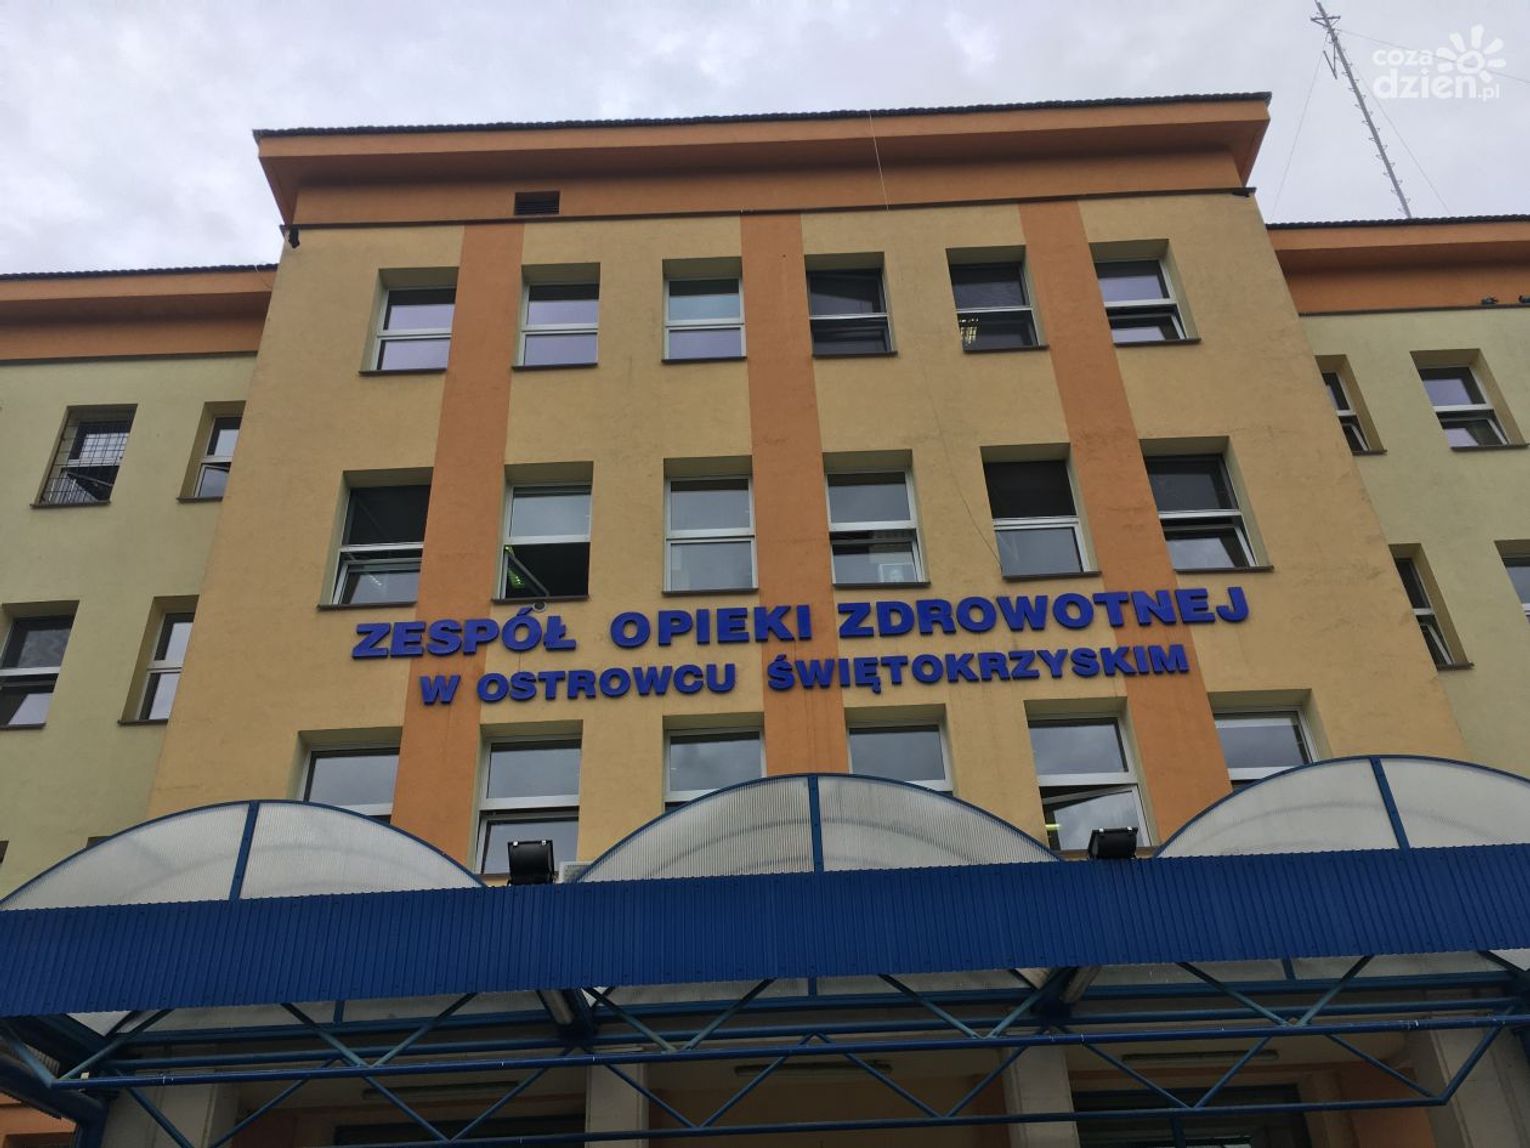 coza
dzien.pl
ZESPÓŁ OPIEKI ZDROWOTNEJ
W OSTROWCU ŚWIĘTOKRZYSKIM